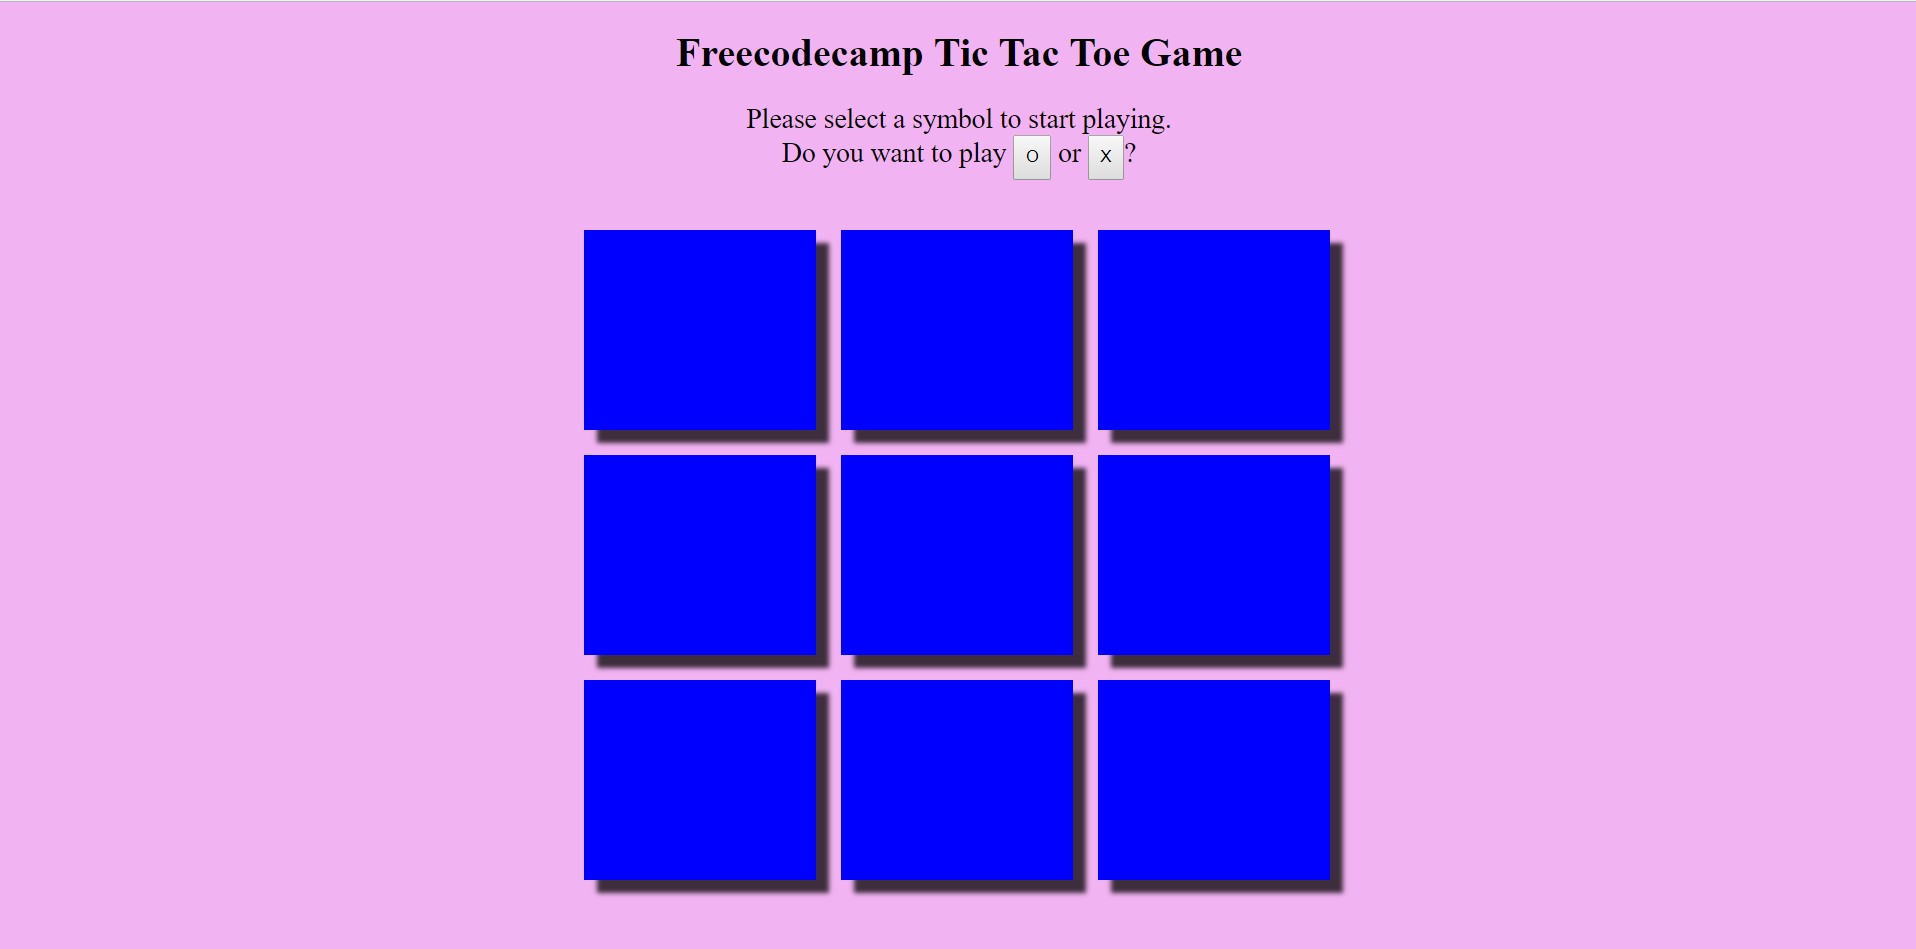 Freecodecamp Tic Tac Toe Game
Please select a symbol to start playing.
Do you want to play O or X ?